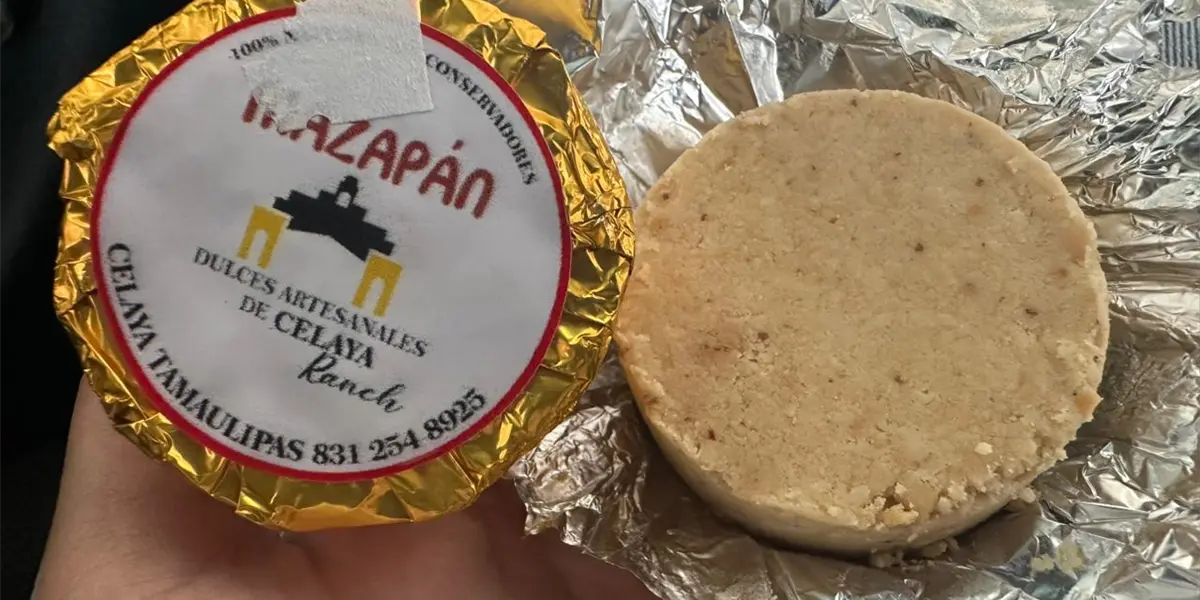 100%
CONSERVADORES
MAZAPÁN
DULCES ARTESANALES
DE CELAYA
Ranch
CELAYA TAMAULIPAS 831 254 8925